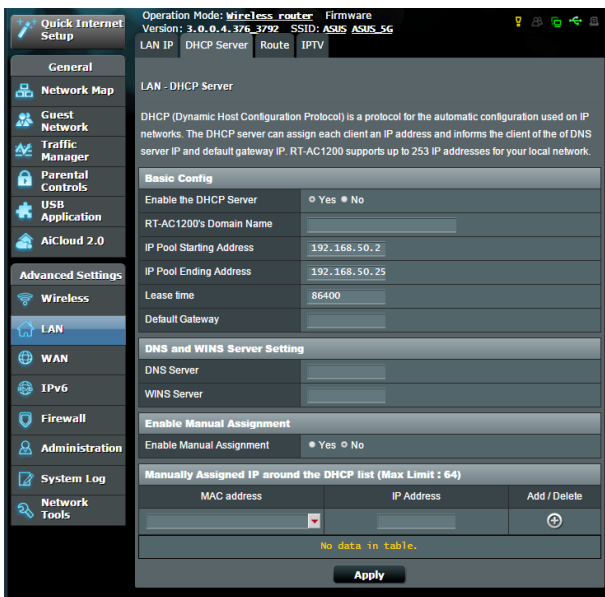 Quick Internet
Setup
General
Network Map
Guest
Network
Traffic
Manager
Parental
Controls
USB
Application
AiCloud 2.0
Advanced Settings
Wireless
LAN
WAN
IPv6
Firewall
Administration
System Log
Network
Tools
Operation Mode: Wireless router Firmware
Version: 3.0.0.4.376_3792 SSID: ASUS ASUS_5G
LAN IP DHCP Server Route IPTV
LAN - DHCP Server
DHCP (Dynamic Host Configuration Protocol) is a protocol for the automatic configuration used on IP
networks. The DHCP server can assign each client an IP address and informs the client of the of DNS
server IP and default gateway IP. RT-AC1200 supports up to 253 IP addresses for your local network.
Basic Config
Enable the DHCP Server Yes No
RT-AC1200's Domain Name
IP Pool Starting Address 192.168.50.2
IP Pool Ending Address 192.168.50.25
Lease time 86400
Default Gateway
DNS and WINS Server Setting
DNS Server
WINS Server
Enable Manual Assignment
Enable Manual Assignment Yes No
Manually Assigned IP around the DHCP list (Max Limit : 64)
MAC address IP Address Add / Delete
No data in table.
Apply